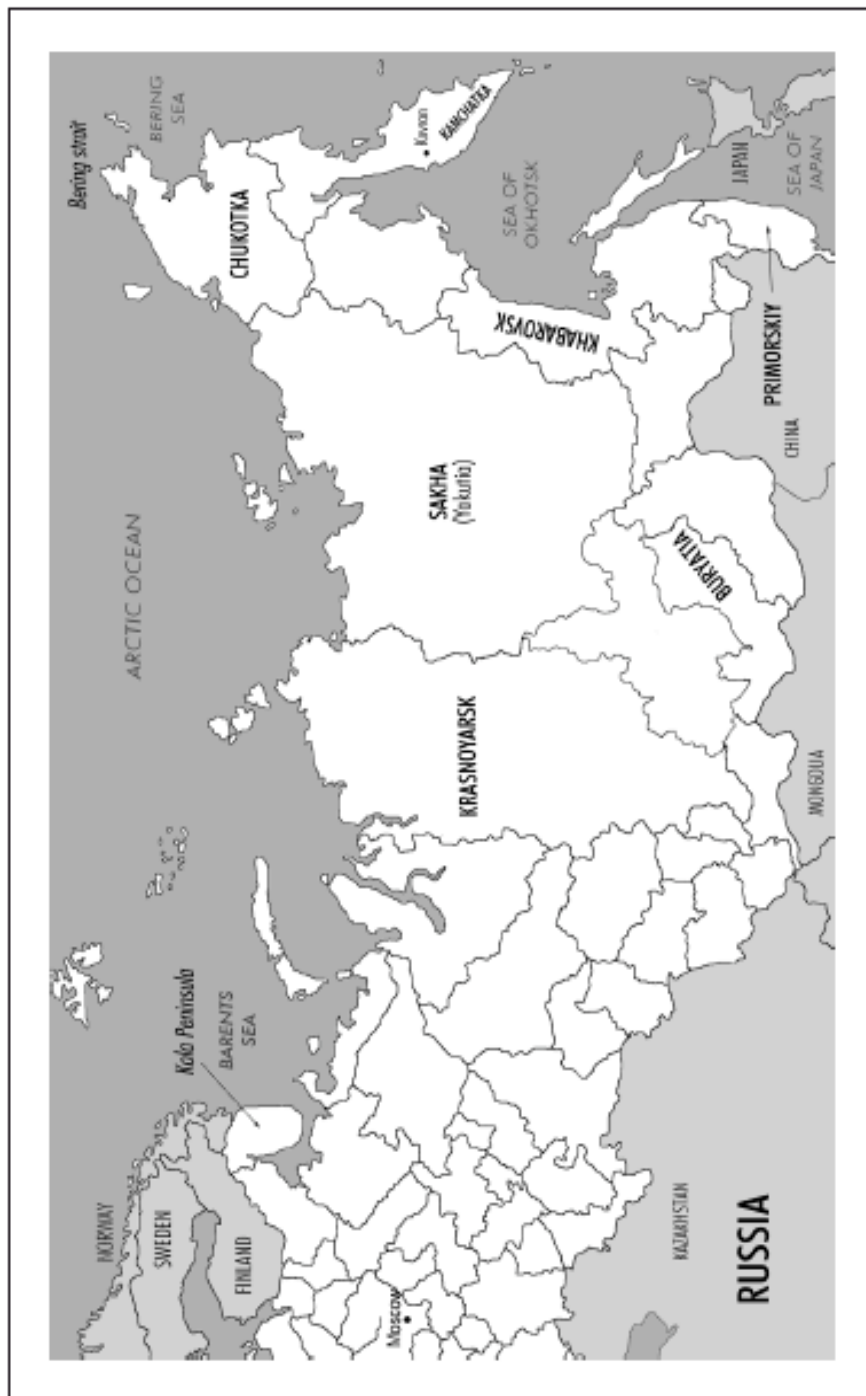 Bering strait
BERING
SEA
CHUKOTKA
Kavian
KAMCHATKA
SEA OF
OKHOTSK
JAPAN
SEA OF
JAPAN
KHABAROVSK
PRIMORSKIY
CHINA
ARCTIC OCEAN
SAKHA
(Yakutia)
BURYATIA
KRASNOYARSK
MONGOLIA
Kola Peninsula
BARENTS
SEA
NORWAY
SWEDEN
FINLAND
Moscow
KAZAKHSTAN
RUSSIA